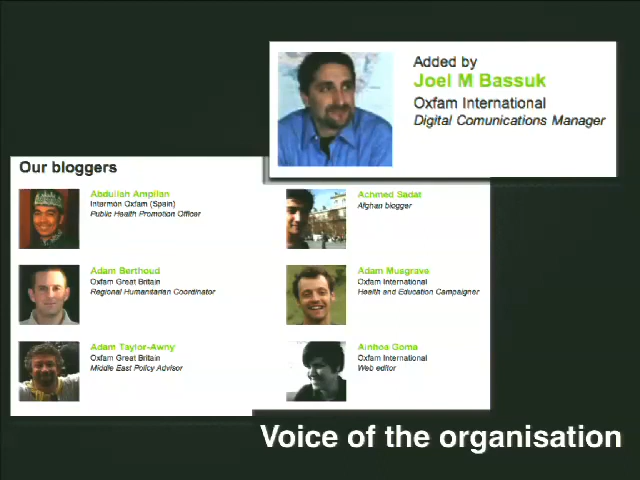 Added by
Joel M Bassuk
Oxfam International
Digital Comunications Manager
Our bloggers
Abdullah Ampilan
Intermón Oxfam (Spain)
Public Health Promotion Officer
Achmed Sadat
Afghan blogger
Adam Berthoud
Oxfam Great Britain
Regional Humanitarian Coordinator
Adam Musgrave
Oxfam International
Health and Education Campaigner
Adam Taylor-Awny
Oxfam Great Britain
Middle East Policy Advisor
Ainhoa Goma
Oxfam International
Web editor
Voice of the organisation